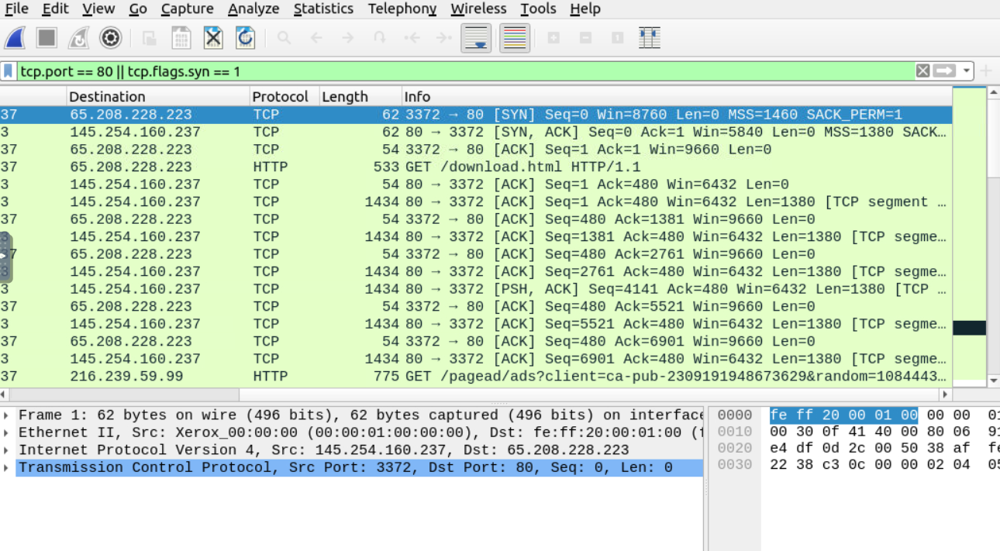 File Edit View Go Capture Analyze Statistics Telephony Wireless Tools Help
tcp.port == 80 || tcp.flags.syn == 1
Destination Protocol Length Info
37 65.208.228.223 TCP 62 3372 → 80 [SYN] Seq=0 Win=8760 Len=0 MSS=1460 SACK_PERM=1
3 145.254.160.237 TCP 62 80 → 3372 [SYN, ACK] Seq=0 Ack=1 Win=5840 Len=0 MSS=1380 SACK…
37 65.208.228.223 TCP 54 3372 → 80 [ACK] Seq=1 Ack=1 Win=9660 Len=0
37 65.208.228.223 HTTP 533 GET /download.html HTTP/1.1
3 145.254.160.237 TCP 54 80 → 3372 [ACK] Seq=1 Ack=480 Win=6432 Len=0
3 145.254.160.237 TCP 1434 80 → 3372 [ACK] Seq=1 Ack=480 Win=6432 Len=1380 [TCP segment …
37 65.208.228.223 TCP 54 3372 → 80 [ACK] Seq=480 Ack=1381 Win=9660 Len=0
3 145.254.160.237 TCP 1434 80 → 3372 [ACK] Seq=1381 Ack=480 Win=6432 Len=1380 [TCP segme…
37 65.208.228.223 TCP 54 3372 → 80 [ACK] Seq=480 Ack=2761 Win=9660 Len=0
3 145.254.160.237 TCP 1434 80 → 3372 [ACK] Seq=2761 Ack=480 Win=6432 Len=1380 [TCP segme…
3 145.254.160.237 TCP 1434 80 → 3372 [PSH, ACK] Seq=4141 Ack=480 Win=6432 Len=1380 [TCP …
37 65.208.228.223 TCP 54 3372 → 80 [ACK] Seq=480 Ack=5521 Win=9660 Len=0
3 145.254.160.237 TCP 1434 80 → 3372 [ACK] Seq=5521 Ack=480 Win=6432 Len=1380 [TCP segme…
37 65.208.228.223 TCP 54 3372 → 80 [ACK] Seq=480 Ack=6901 Win=9660 Len=0
3 145.254.160.237 TCP 1434 80 → 3372 [ACK] Seq=6901 Ack=480 Win=6432 Len=1380 [TCP segme…
37 216.239.59.99 HTTP 775 GET /pagead/ads?client=ca-pub-2309191948673629&random=1084443…
Frame 1: 62 bytes on wire (496 bits), 62 bytes captured (496 bits) on interface
Ethernet II, Src: Xerox_00:00:00 (00:00:01:00:00:00), Dst: fe:ff:20:00:01:00 (f
Internet Protocol Version 4, Src: 145.254.160.237, Dst: 65.208.228.223
Transmission Control Protocol, Src Port: 3372, Dst Port: 80, Seq: 0, Len: 0
0000 fe ff 20 00 01 00 00 00 01
0010 00 30 0f 41 40 00 80 06 91
0020 e4 df 0d 2c 00 50 38 af fe
0030 22 38 c3 0c 00 00 02 04 05